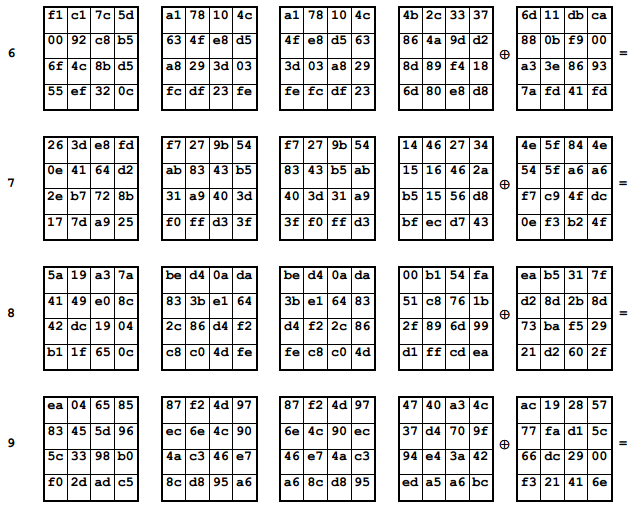 f1 c1 7c 5d a1 78 10 4c a1 78 10 4c 4b 2c 33 37 6d 11 db ca
00 92 c8 b5 63 4f e8 d5 4f e8 d5 63 86 4a 9d d2 88 0b f9 00
6 ⊕ =
6f 4c 8b d5 a8 29 3d 03 3d 03 a8 29 8d 89 f4 18 a3 3e 86 93
55 ef 32 0c fc df 23 fe fe fc df 23 6d 80 e8 d8 7a fd 41 fd
26 3d e8 fd f7 27 9b 54 f7 27 9b 54 14 46 27 34 4e 5f 84 4e
0e 41 64 d2 ab 83 43 b5 83 43 b5 ab 15 16 46 2a 54 5f a6 a6
7 ⊕ =
2e b7 72 8b 31 a9 40 3d 40 3d 31 a9 b5 15 56 d8 f7 c9 4f dc
17 7d a9 25 f0 ff d3 3f 3f f0 ff d3 bf ec d7 43 0e f3 b2 4f
5a 19 a3 7a be d4 0a da be d4 0a da 00 b1 54 fa ea b5 31 7f
41 49 e0 8c 83 3b e1 64 3b e1 64 83 51 c8 76 1b d2 8d 2b 8d
8 ⊕ =
42 dc 19 04 2c 86 d4 f2 d4 f2 2c 86 2f 89 6d 99 73 ba f5 29
b1 1f 65 0c c8 c0 4d fe fe c8 c0 4d d1 ff cd ea 21 d2 60 2f
ea 04 65 85 87 f2 4d 97 87 f2 4d 97 47 40 a3 4c ac 19 28 57
83 45 5d 96 ec 6e 4c 90 6e 4c 90 ec 37 d4 70 9f 77 fa d1 5c
9 ⊕ =
5c 33 98 b0 4a c3 46 e7 46 e7 4a c3 94 e4 3a 42 66 dc 29 00
f0 2d ad c5 8c d8 95 a6 a6 8c d8 95 ed a5 a6 bc f3 21 41 6e